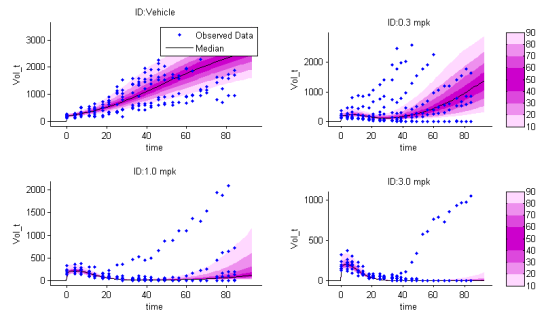 ID:Vehicle
Observed Data
Median
3000
2000
1000
0
Vol_t
0 20 40 60 80
time
ID:0.3 mpk
3000
2000
1000
0
Vol_t
0 20 40 60 80
time
90
80
70
60
50
40
30
20
10
ID:1.0 mpk
2000
1500
1000
500
0
Vol_t
0 20 40 60 80
time
ID:3.0 mpk
1000
500
0
Vol_t
0 20 40 60 80
time
90
80
70
60
50
40
30
20
10